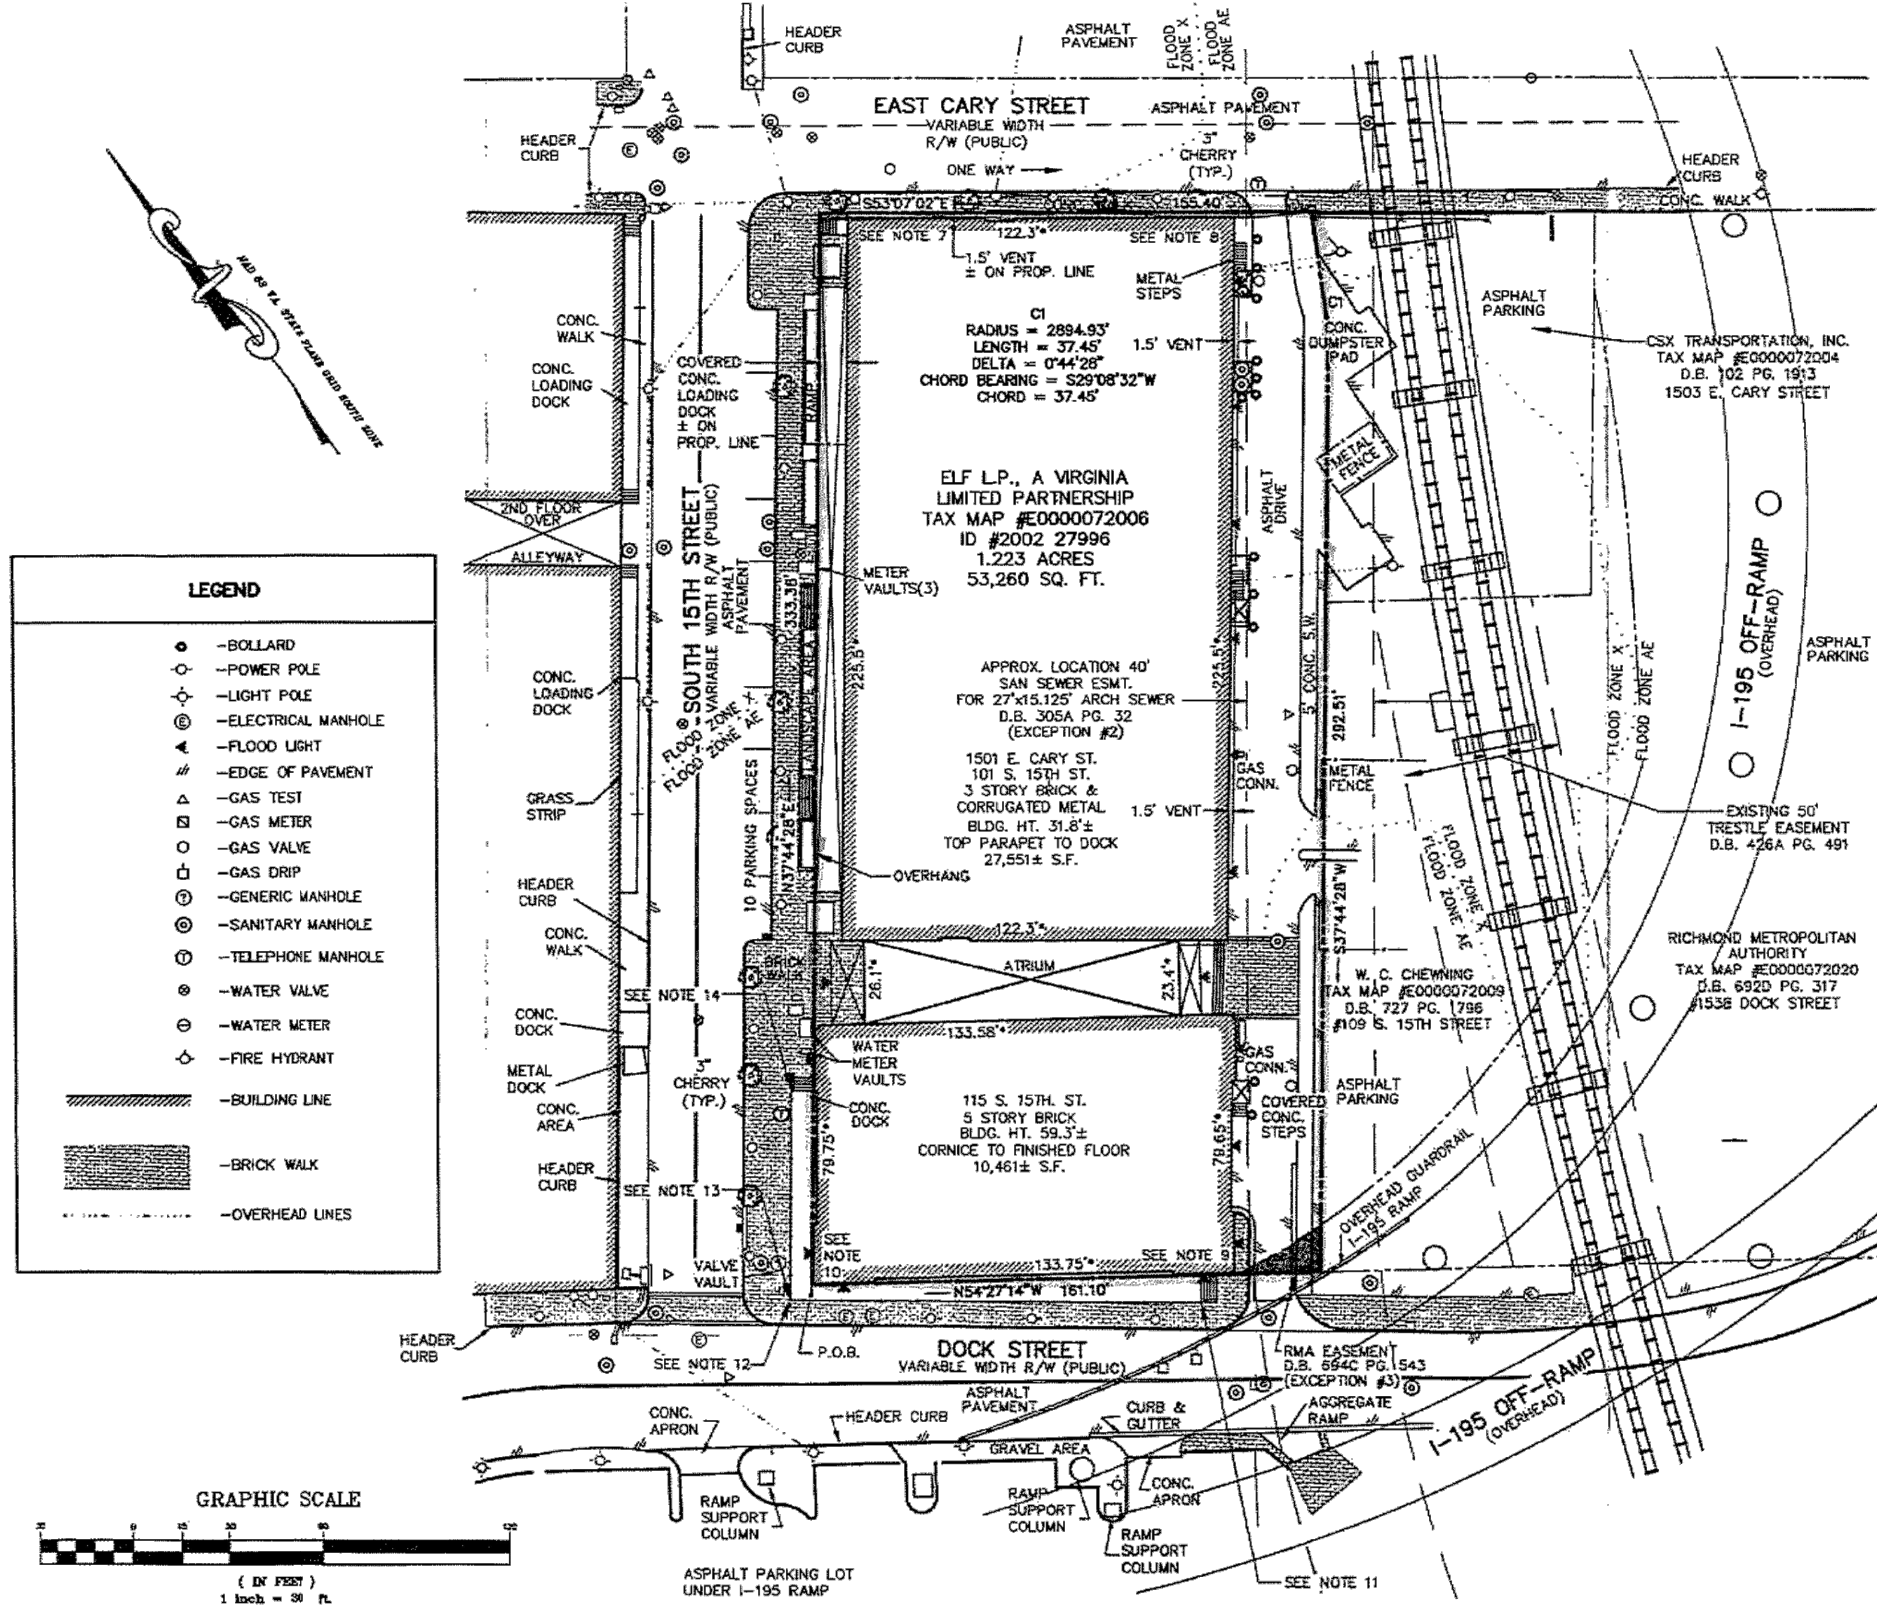 HEADER
CURB
ASPHALT
PAVEMENT
FLOOD
ZONE X
FLOOD
ZONE AE
EAST CARY STREET
VARIABLE WIDTH
R/W (PUBLIC)
ASPHALT PAVEMENT
ONE WAY
3"
CHERRY
(TYP.)
HEADER
CURB
HEADER
CURB
CONC. WALK
NAD 83 VA. STATE PLANE GRID SOUTH ZONE
S53°07'02"E
155.40'
SEE NOTE 7
122.3'±
SEE NOTE 8
1.5' VENT
± ON PROP. LINE
METAL
STEPS
C1
RADIUS = 2894.93'
LENGTH = 37.45'
DELTA = 0°44'28"
CHORD BEARING = S29°08'32"W
CHORD = 37.45'
1.5' VENT
C1
CONC.
DUMPSTER
PAD
ASPHALT
PARKING
CSX TRANSPORTATION, INC.
TAX MAP #E0000072004
D.B. 102 PG. 1913
1503 E. CARY STREET
CONC.
WALK
CONC.
LOADING
DOCK
COVERED
CONC.
LOADING
DOCK
± ON
PROP. LINE
RAMP
METAL
FENCE
ELF L.P., A VIRGINIA
LIMITED PARTNERSHIP
TAX MAP #E0000072006
ID #2002 27996
1.223 ACRES
53,260 SQ. FT.
ASPHALT
DRIVE
2ND FLOOR
OVER
ALLEYWAY
SOUTH 15TH STREET
VARIABLE WIDTH R/W (PUBLIC)
ASPHALT
PAVEMENT
METER
VAULTS(3)
333.38'
N37°44'28"E
LANDSCAPE AREA
225.5'±
225.5'±
5' CONC. S.W.
292.51'
S37°44'28"W
I-195 OFF-RAMP
(OVERHEAD)
ASPHALT
PARKING
FLOOD ZONE X
FLOOD ZONE AE
APPROX. LOCATION 40'
SAN SEWER ESMT.
FOR 27'x15.125' ARCH SEWER
D.B. 305A PG. 32
(EXCEPTION #2)
1501 E. CARY ST.
101 S. 15TH ST.
3 STORY BRICK &
CORRUGATED METAL
BLDG. HT. 31.8'±
TOP PARAPET TO DOCK
27,551± S.F.
1.5' VENT
GAS
CONN.
METAL
FENCE
EXISTING 50'
TRESTLE EASEMENT
D.B. 426A PG. 491
CONC.
LOADING
DOCK
FLOOD ZONE X
FLOOD ZONE AE
GRASS
STRIP
10 PARKING SPACES
OVERHANG
FLOOD ZONE X
FLOOD ZONE AE
HEADER
CURB
CONC.
WALK
122.3'±
BRICK
WALK
26.1'±
ATRIUM
23.4'±
W. C. CHEWNING
TAX MAP #E0000072009
D.B. 727 PG. 1796
#109 S. 15TH STREET
RICHMOND METROPOLITAN
AUTHORITY
TAX MAP #E0000072020
D.B. 692D PG. 317
#1538 DOCK STREET
SEE NOTE 14
CONC.
DOCK
METAL
DOCK
CONC.
AREA
133.58'±
WATER
METER
VAULTS
3"
CHERRY
(TYP.)
CONC.
DOCK
GAS
CONN.
ASPHALT
PARKING
COVERED
CONC.
STEPS
115 S. 15TH. ST.
5 STORY BRICK
BLDG. HT. 59.3'±
CORNICE TO FINISHED FLOOR
10,461± S.F.
79.75'±
79.65'±
HEADER
CURB
SEE NOTE 13
OVERHEAD GUARDRAIL
I-195 RAMP
SEE
NOTE
10
SEE NOTE 9
VALVE
VAULT
133.75'±
N54°27'14"W 161.10'
HEADER
CURB
SEE NOTE 12
P.O.B.
DOCK STREET
VARIABLE WIDTH R/W (PUBLIC)
RMA EASEMENT
D.B. 694C PG. 543
(EXCEPTION #3)
ASPHALT
PAVEMENT
CONC.
APRON
HEADER CURB
CURB &
GUTTER
AGGREGATE
RAMP
I-195 OFF-RAMP
(OVERHEAD)
GRAVEL AREA
RAMP
SUPPORT
COLUMN
RAMP
SUPPORT
COLUMN
CONC.
APRON
RAMP
SUPPORT
COLUMN
ASPHALT PARKING LOT
UNDER I-195 RAMP
SEE NOTE 11
LEGEND
-BOLLARD
-POWER POLE
-LIGHT POLE
-ELECTRICAL MANHOLE
-FLOOD LIGHT
-EDGE OF PAVEMENT
-GAS TEST
-GAS METER
-GAS VALVE
-GAS DRIP
-GENERIC MANHOLE
-SANITARY MANHOLE
-TELEPHONE MANHOLE
-WATER VALVE
-WATER METER
-FIRE HYDRANT
-BUILDING LINE
-BRICK WALK
-OVERHEAD LINES
GRAPHIC SCALE
0 15 30 60 120
( IN FEET )
1 inch = 30 ft.